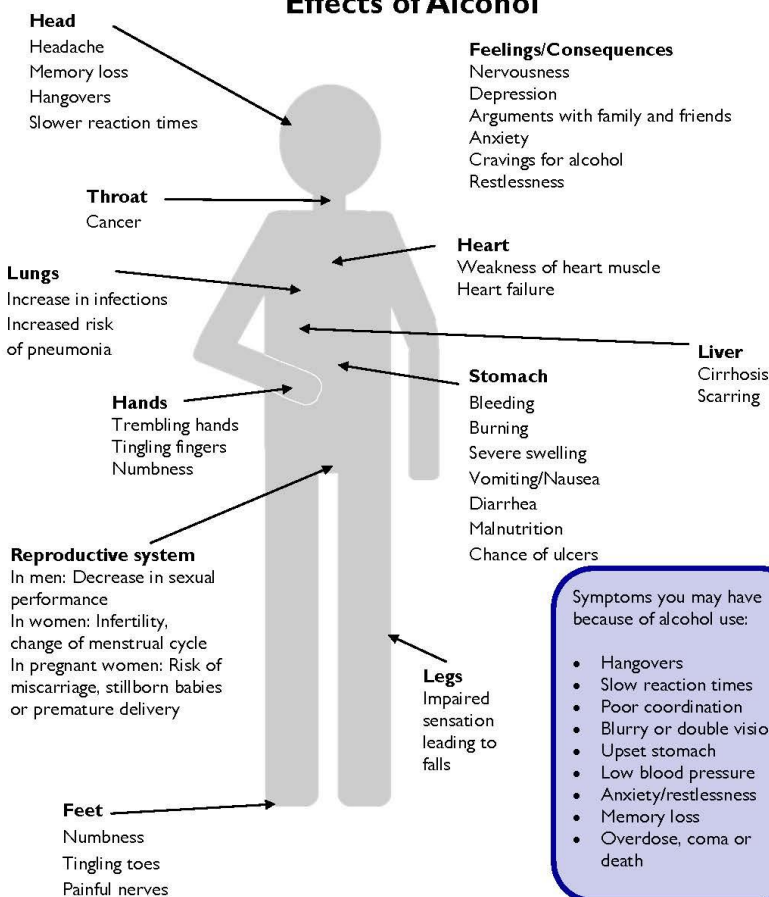 Effects of Alcohol
Head
Headache
Memory loss
Hangovers
Slower reaction times
Feelings/Consequences
Nervousness
Depression
Arguments with family and friends
Anxiety
Cravings for alcohol
Restlessness
Throat
Cancer
Heart
Weakness of heart muscle
Heart failure
Lungs
Increase in infections
Increased risk
of pneumonia
Liver
Cirrhosis
Scarring
Stomach
Bleeding
Burning
Severe swelling
Vomiting/Nausea
Diarrhea
Malnutrition
Chance of ulcers
Hands
Trembling hands
Tingling fingers
Numbness
Reproductive system
In men: Decrease in sexual
performance
In women: Infertility,
change of menstrual cycle
In pregnant women: Risk of
miscarriage, stillborn babies
or premature delivery
Legs
Impaired
sensation
leading to
falls
Symptoms you may have
because of alcohol use:
• Hangovers
• Slow reaction times
• Poor coordination
• Blurry or double visio
• Upset stomach
• Low blood pressure
• Anxiety/restlessness
• Memory loss
• Overdose, coma or
death
Feet
Numbness
Tingling toes
Painful nerves